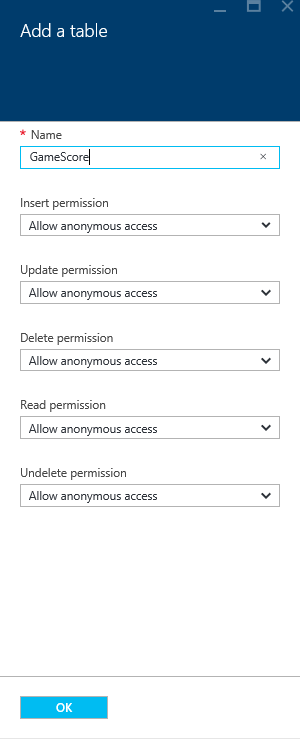 Add a table
* Name
GameScore
Insert permission
Allow anonymous access
Update permission
Allow anonymous access
Delete permission
Allow anonymous access
Read permission
Allow anonymous access
Undelete permission
Allow anonymous access
OK